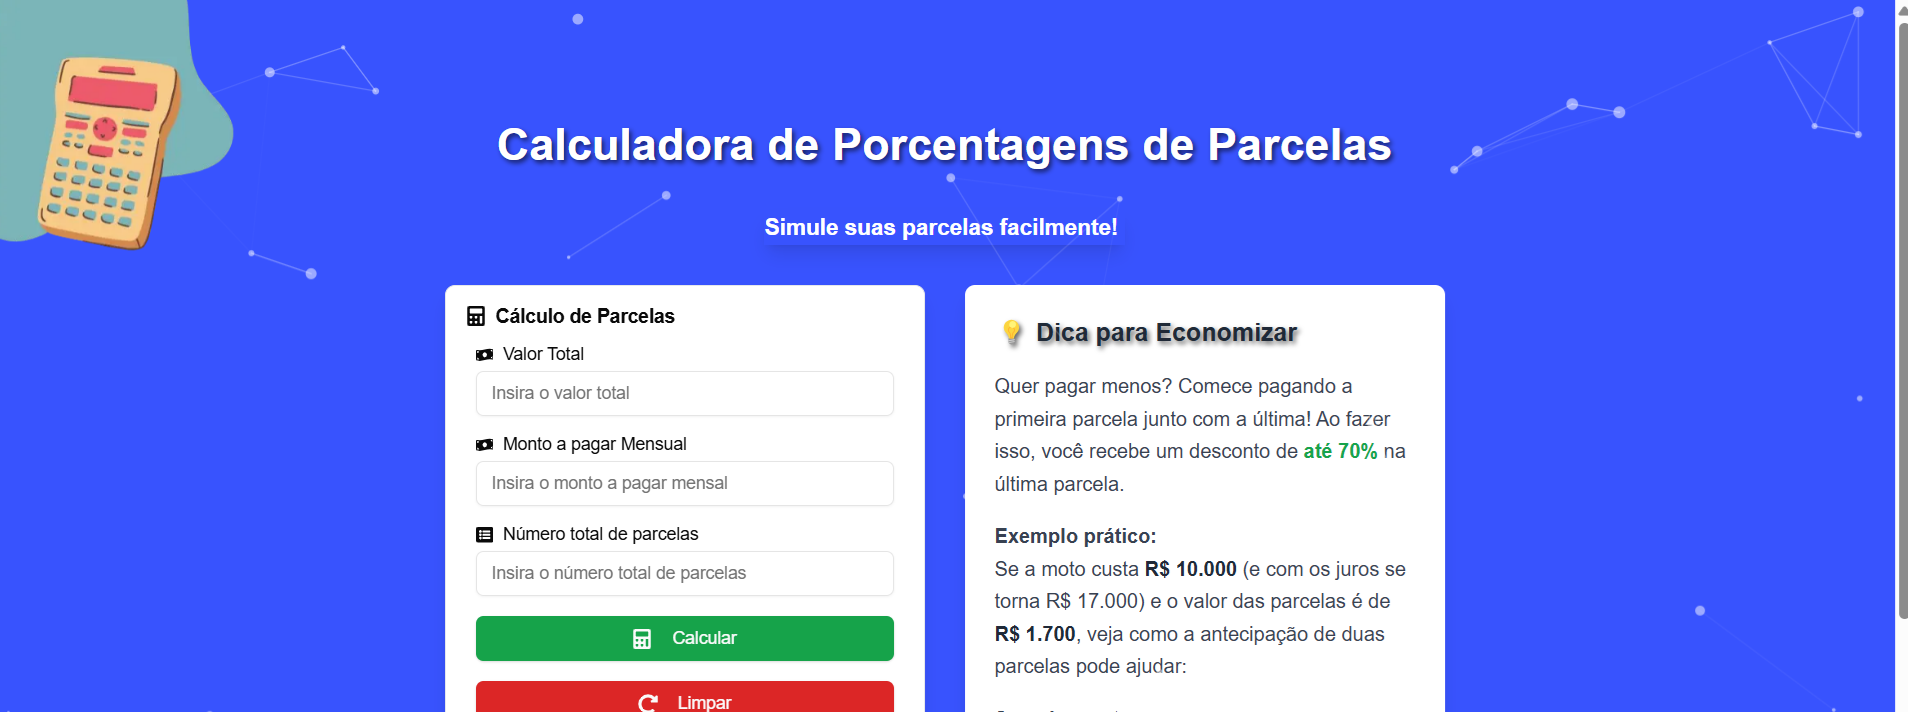 Calculadora de Porcentagens de Parcelas
Simule suas parcelas facilmente!
Cálculo de Parcelas
Valor Total
Insira o valor total
Monto a pagar Mensual
Insira o monto a pagar mensal
Número total de parcelas
Insira o número total de parcelas
Calcular
Limpar
Dica para Economizar
Quer pagar menos? Comece pagando a
primeira parcela junto com a última! Ao fazer
isso, você recebe um desconto de até 70% na
última parcela.
Exemplo prático:
Se a moto custa R$ 10.000 (e com os juros se
torna R$ 17.000) e o valor das parcelas é de
R$ 1.700, veja como a antecipação de duas
parcelas pode ajudar: